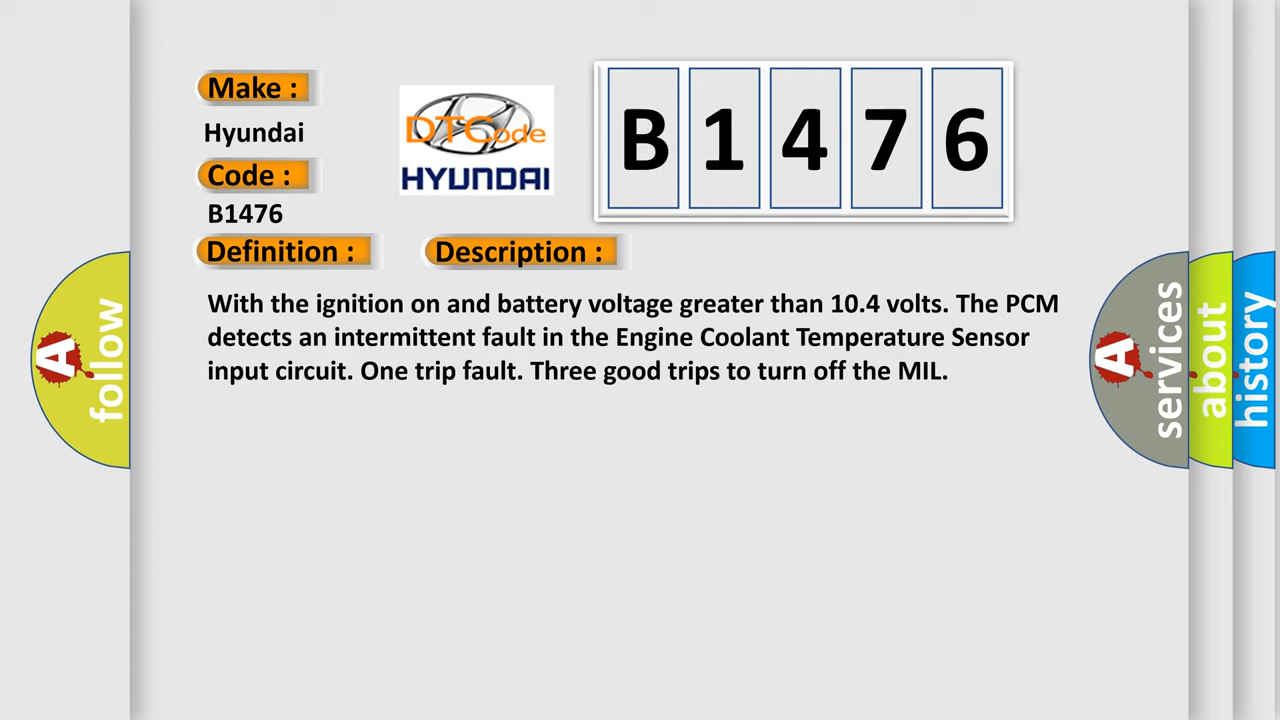 Make :
Hyundai
Code :
B1476
Definition :
Description :
DTCode
HYUNDAI
B 1 4 7 6
With the ignition on and battery voltage greater than 10.4 volts. The PCM
detects an intermittent fault in the Engine Coolant Temperature Sensor
input circuit. One trip fault. Three good trips to turn off the MIL.
A
follow
A
services
about
history